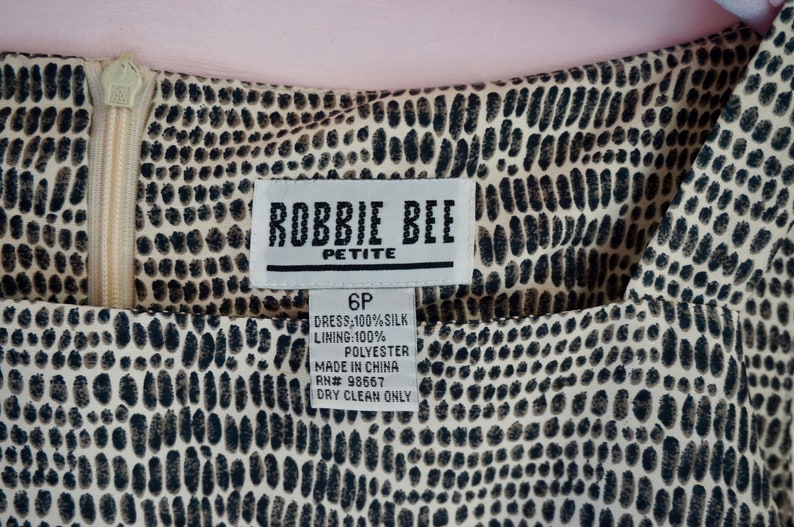 ROBBIE BEE
PETITE
6P
DRESS:100% SILK
LINING:100%
POLYESTER
MADE IN CHINA
RN# 98667
DRY CLEAN ONLY